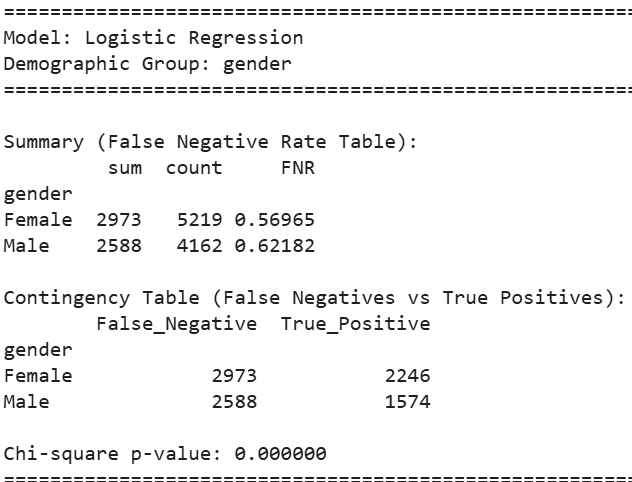 ============================================================
Model: Logistic Regression
Demographic Group: gender
============================================================
Summary (False Negative Rate Table):
sum count FNR
gender
Female 2973 5219 0.56965
Male 2588 4162 0.62182
Contingency Table (False Negatives vs True Positives):
False_Negative True_Positive
gender
Female 2973 2246
Male 2588 1574
Chi-square p-value: 0.000000
============================================================